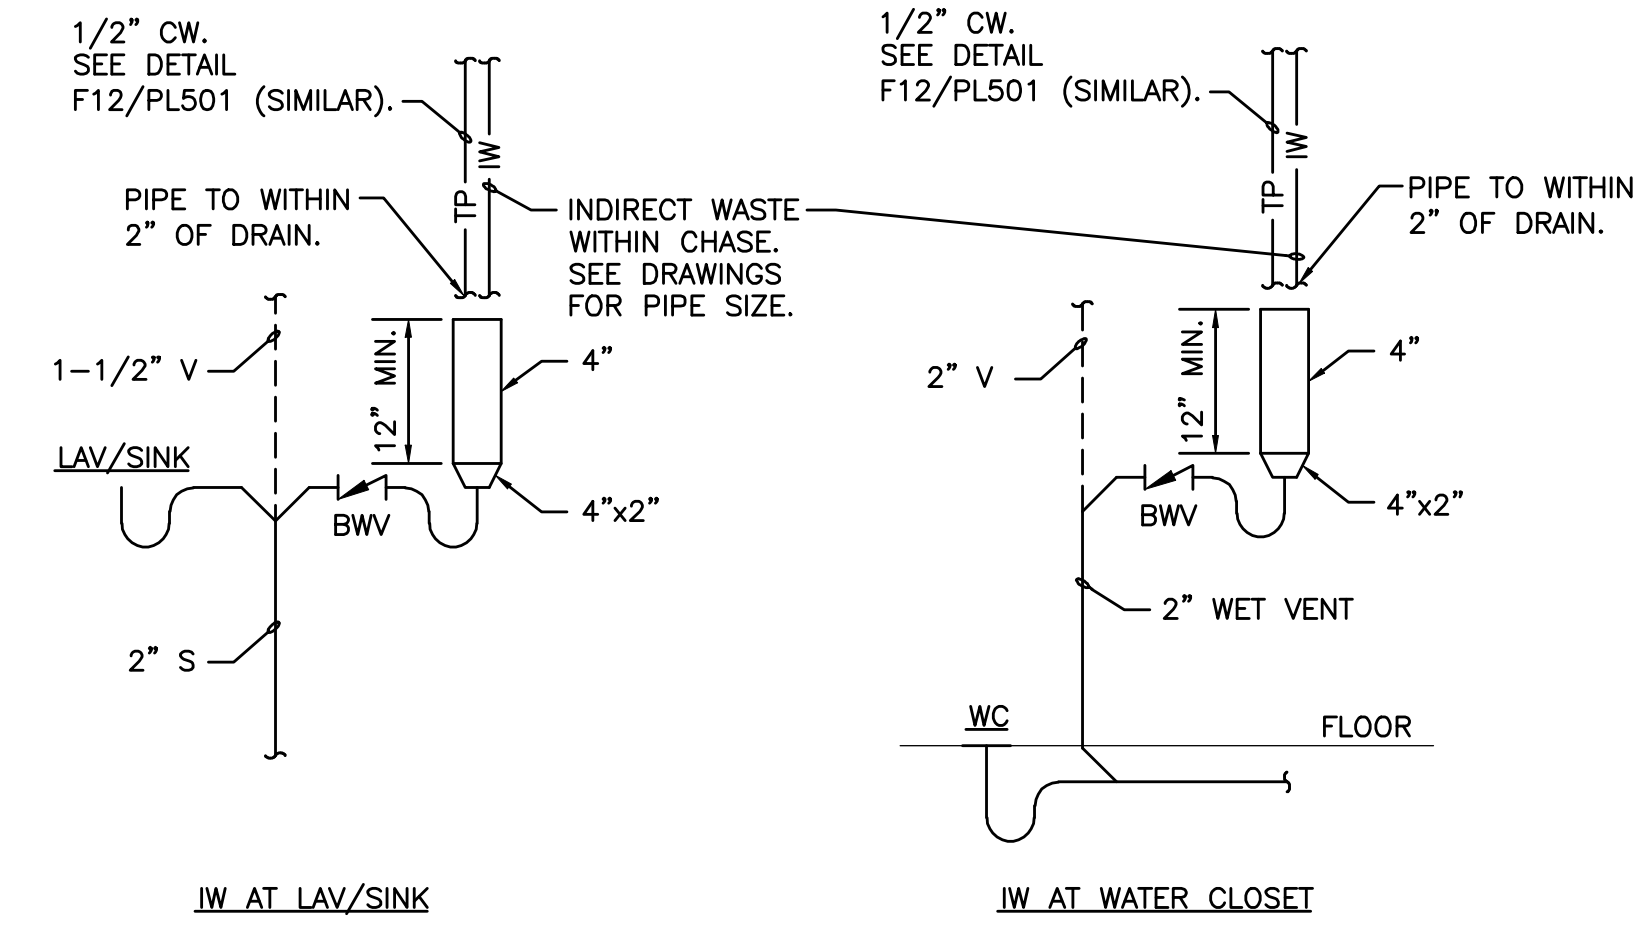 1/2” CW.
SEE DETAIL
F12/PL501 (SIMILAR).
TP
IW
PIPE TO WITHIN
2” OF DRAIN.
INDIRECT WASTE
WITHIN CHASE.
SEE DRAWINGS
FOR PIPE SIZE.
1-1/2” V
12” MIN.
4”
LAV/SINK
BWV
4”x2”
2” S
IW AT LAV/SINK
1/2” CW.
SEE DETAIL
F12/PL501 (SIMILAR).
TP
IW
PIPE TO WITHIN
2” OF DRAIN.
2” V
12” MIN.
4”
BWV
4”x2”
2” WET VENT
WC
FLOOR
IW AT WATER CLOSET